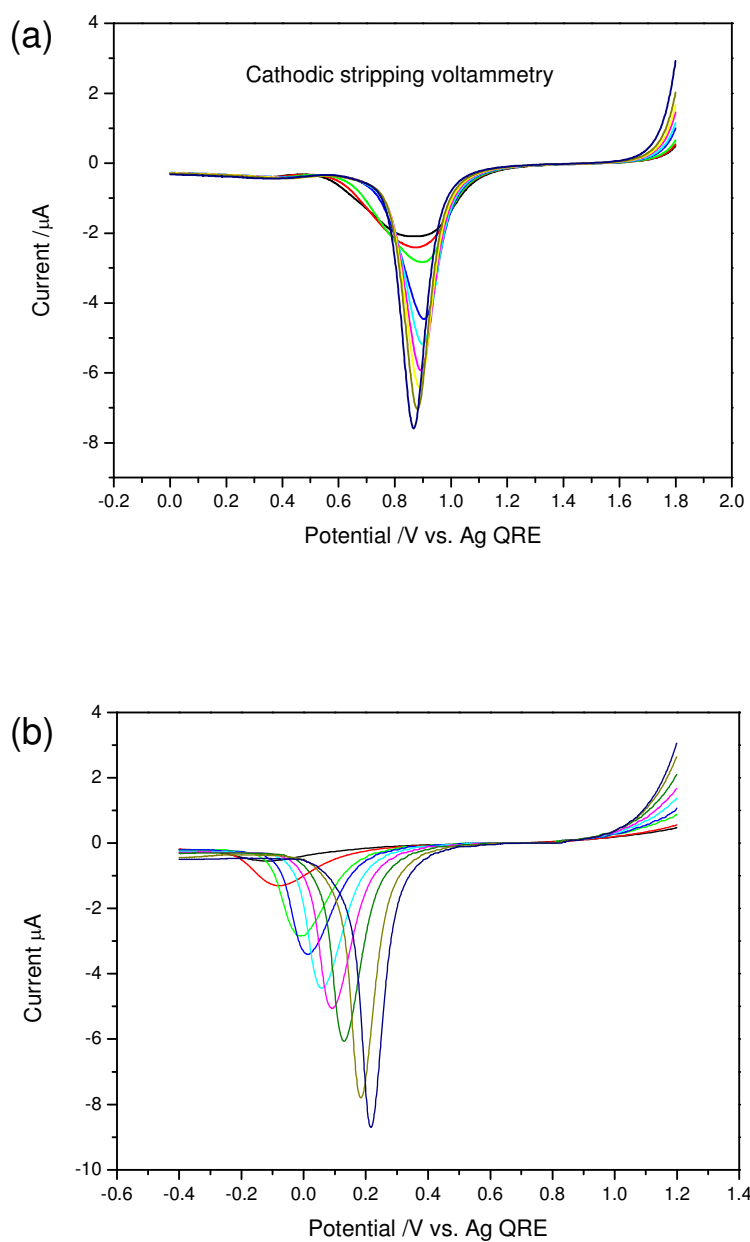 (a)
Cathodic stripping voltammetry
4
2
0
-2
-4
-6
-8
Current /µA
-0.2 0.0 0.2 0.4 0.6 0.8 1.0 1.2 1.4 1.6 1.8 2.0
Potential /V vs. Ag QRE
(b)
4
2
0
-2
-4
-6
-8
-10
Current µA
-0.6 -0.4 -0.2 0.0 0.2 0.4 0.6 0.8 1.0 1.2 1.4
Potential /V vs. Ag QRE